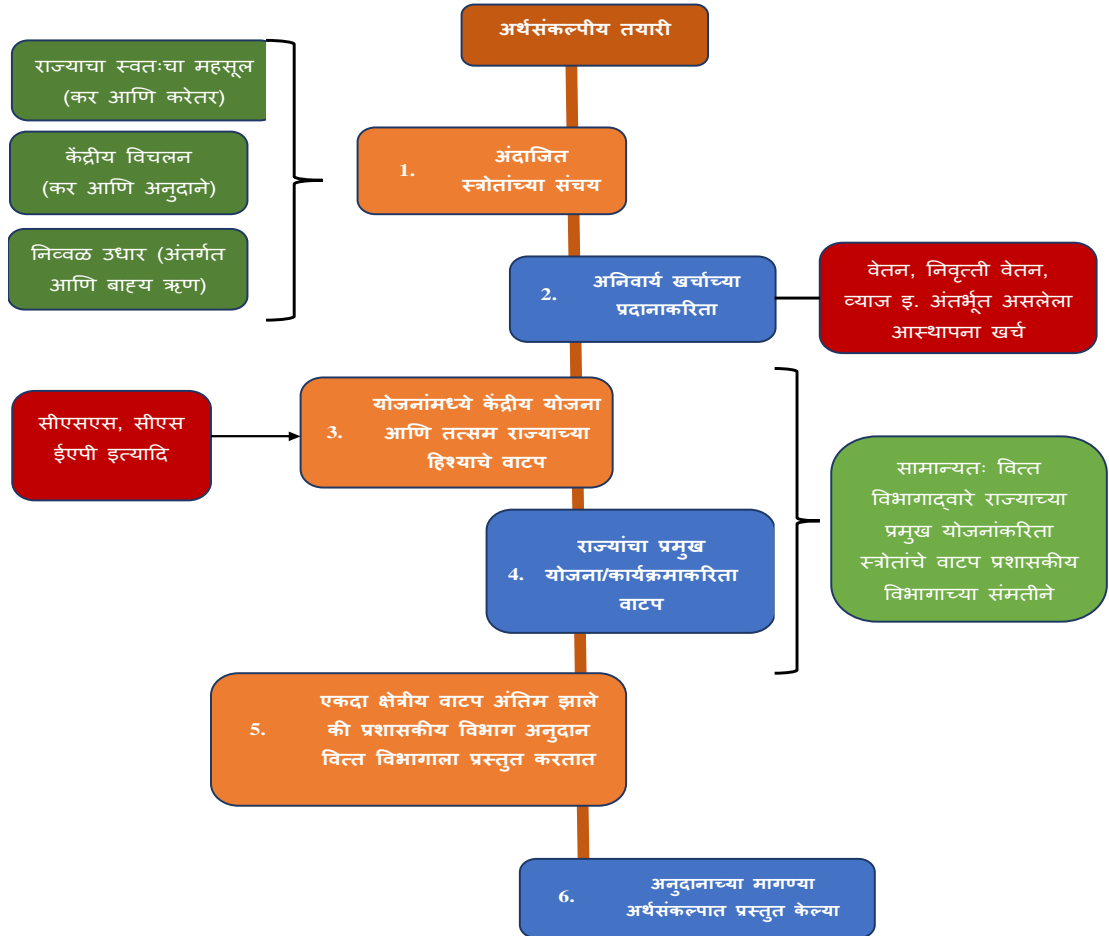 अर्थसंकल्पीय तयारी
राज्याचा स्वतःचा महसूल
(कर आणि करेतर)
केंद्रीय विचलन
(कर आणि अनुदाने)
निव्वळ उधार (अंतर्गत
आणि बाह्य ऋण)
1. अंदाजित
स्त्रोतांच्या संचय
2. अनिवार्य खर्चाच्या
प्रदानाकरिता
वेतन, निवृत्ती वेतन,
व्याज इ. अंतर्भूत असलेला
आस्थापना खर्च
सीएसएस, सीएस
ईएपी इत्यादि
योजनांमध्ये केंद्रीय योजना
3. आणि तत्सम राज्याच्या
हिश्याचे वाटप
राज्यांचा प्रमुख
4. योजना/कार्यक्रमाकरिता
वाटप
सामान्यतः वित्त
विभागाद्वारे राज्याच्या
प्रमुख योजनांकरिता
स्त्रोतांचे वाटप प्रशासकीय
विभागाच्या संमतीने
एकदा क्षेत्रीय वाटप अंतिम झाले
5. की प्रशासकीय विभाग अनुदान
वित्त विभागाला प्रस्तुत करतात
6. अनुदानाच्या मागण्या
अर्थसंकल्पात प्रस्तुत केल्या